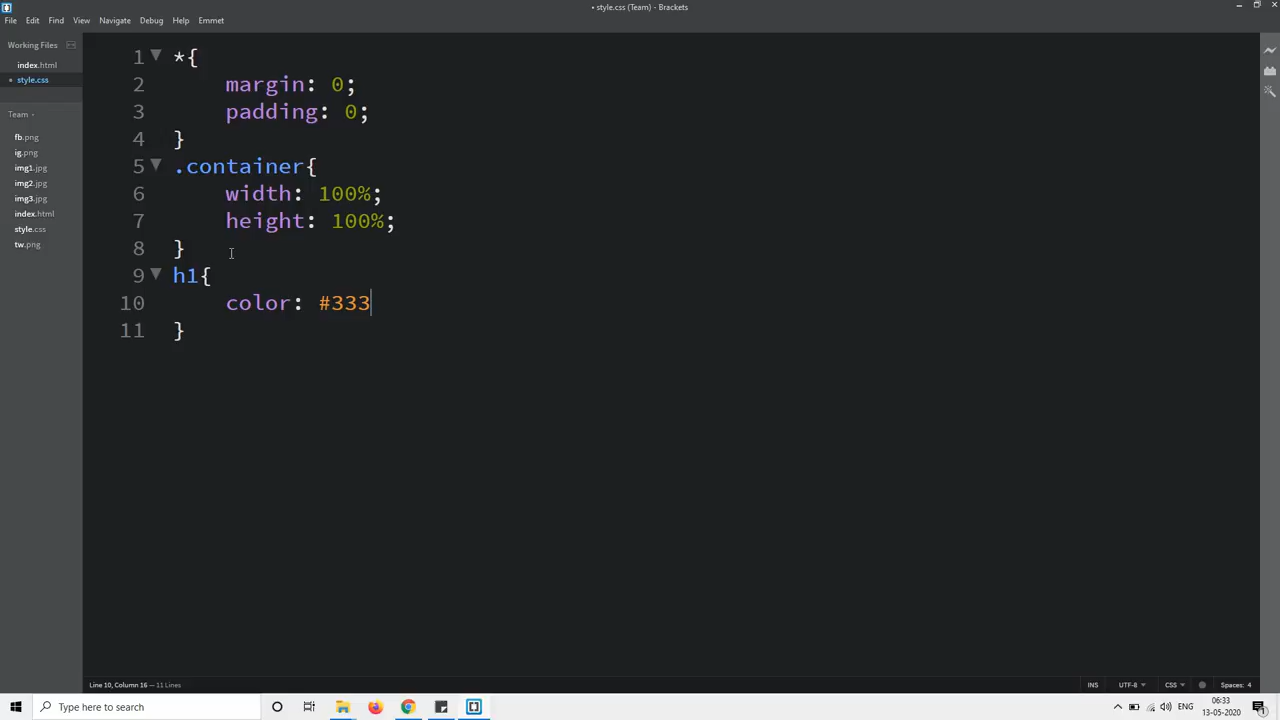 • style.css (Team) - Brackets
File Edit Find View Navigate Debug Help Emmet
Working Files
index.html
• style.css
Team
fb.png
ig.png
img1.jpg
img2.jpg
img3.jpg
index.html
style.css
tw.png
1 *{
2 margin: 0;
3 padding: 0;
4 }
5 .container{
6 width: 100%;
7 height: 100%;
8 }
9 h1{
10 color: #333
11 }
Line 10, Column 16 — 11 Lines
INS UTF-8 CSS Spaces: 4
Type here to search
ENG
06:33
13-05-2020
1